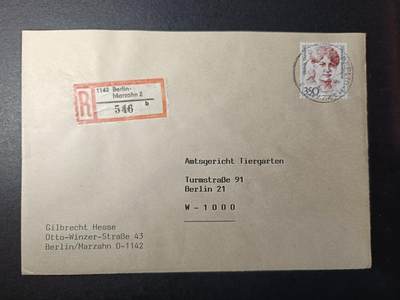 R
1142 Berlin-
Marzahn 2
546
b
350
Amtsgericht Tiergarten
Turmstraße 91
Berlin 21
W - 1000
Gilbrecht Hesse
Otto-Winzer-Straße 43
Berlin/Marzahn O-1142